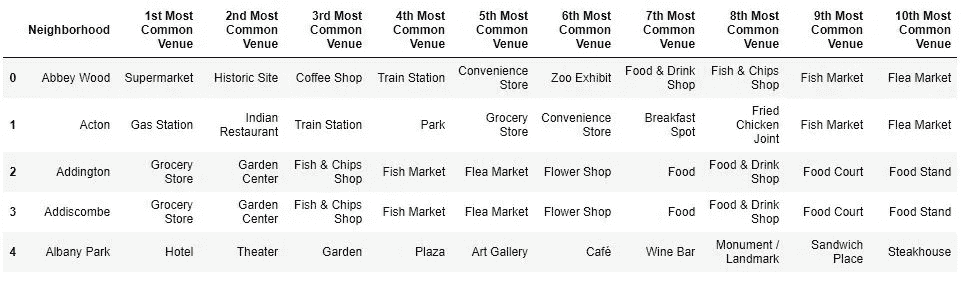 Neighborhood 1st Most Common Venue 2nd Most Common Venue 3rd Most Common Venue 4th Most Common Venue 5th Most Common Venue 6th Most Common Venue 7th Most Common Venue 8th Most Common Venue 9th Most Common Venue 10th Most Common Venue
0 Abbey Wood Supermarket Historic Site Coffee Shop Train Station Convenience Store Zoo Exhibit Food & Drink Shop Fish & Chips Shop Fish Market Flea Market
1 Acton Gas Station Indian Restaurant Train Station Park Grocery Store Convenience Store Breakfast Spot Fried Chicken Joint Fish Market Flea Market
2 Addington Grocery Store Garden Center Fish & Chips Shop Fish Market Flea Market Flower Shop Food Food & Drink Shop Food Court Food Stand
3 Addiscombe Grocery Store Garden Center Fish & Chips Shop Fish Market Flea Market Flower Shop Food Food & Drink Shop Food Court Food Stand
4 Albany Park Hotel Theater Garden Plaza Art Gallery Café Wine Bar Monument / Landmark Sandwich Place Steakhouse